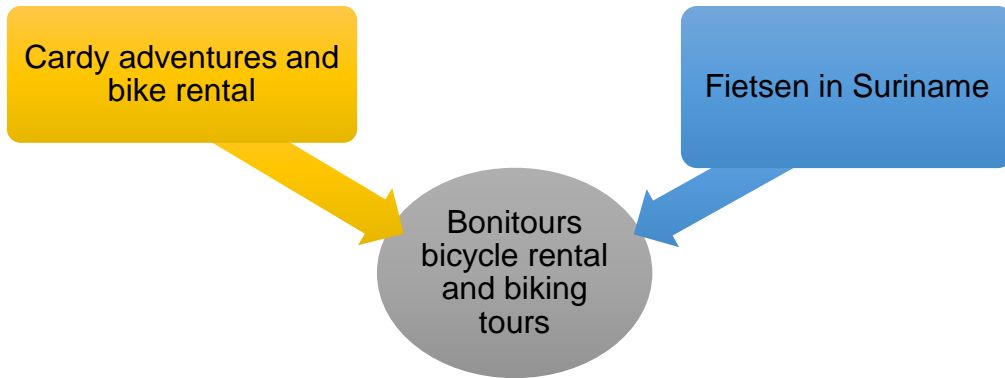 Cardy adventures and
bike rental
Fietsen in Suriname
Bonitours
bicycle rental
and biking
tours